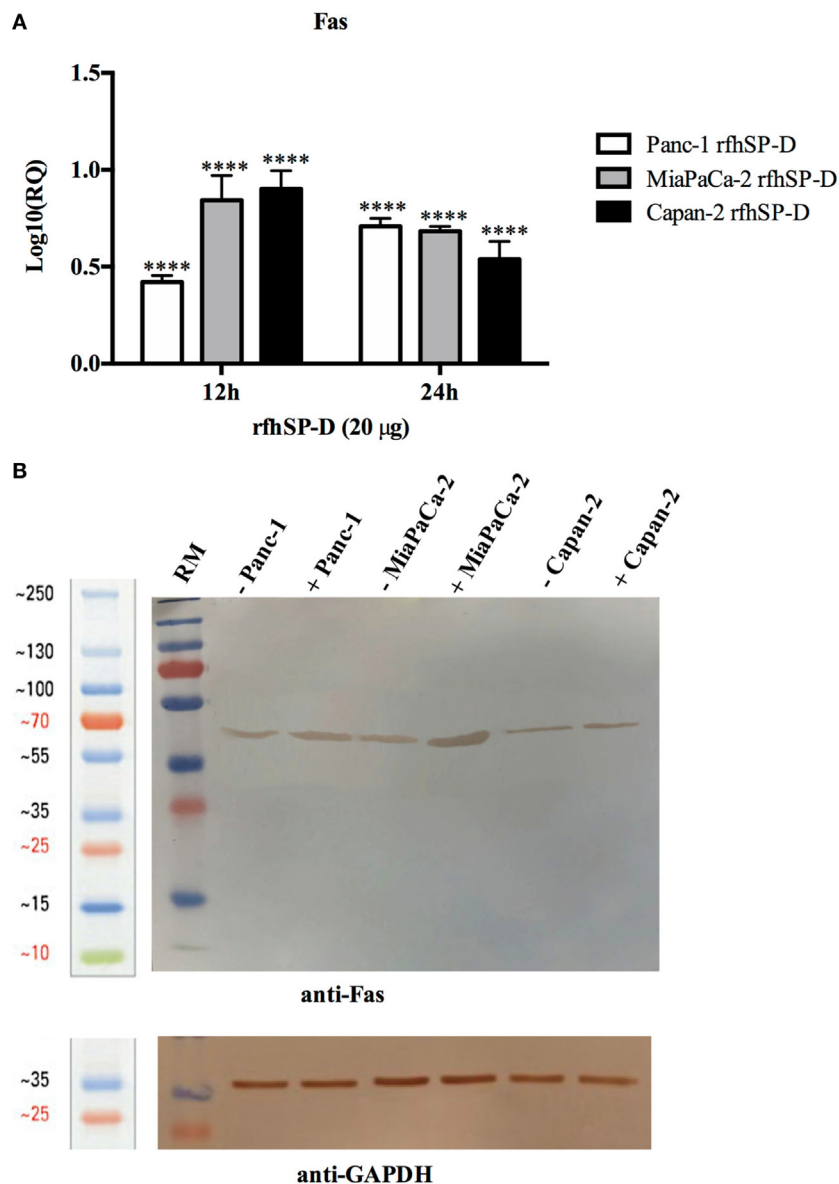 A
Fas
1.5
1.0
0.5
0.0
Log10(RQ)
**** **** **** **** **** ****
12h 24h
rfhSP-D (20 µg)
Panc-1 rfhSP-D
MiaPaCa-2 rfhSP-D
Capan-2 rfhSP-D
B
RM
- Panc-1
+ Panc-1
- MiaPaCa-2
+ MiaPaCa-2
- Capan-2
+ Capan-2
~250
~130
~100
~70
~55
~35
~25
~15
~10
anti-Fas
~35
~25
anti-GAPDH